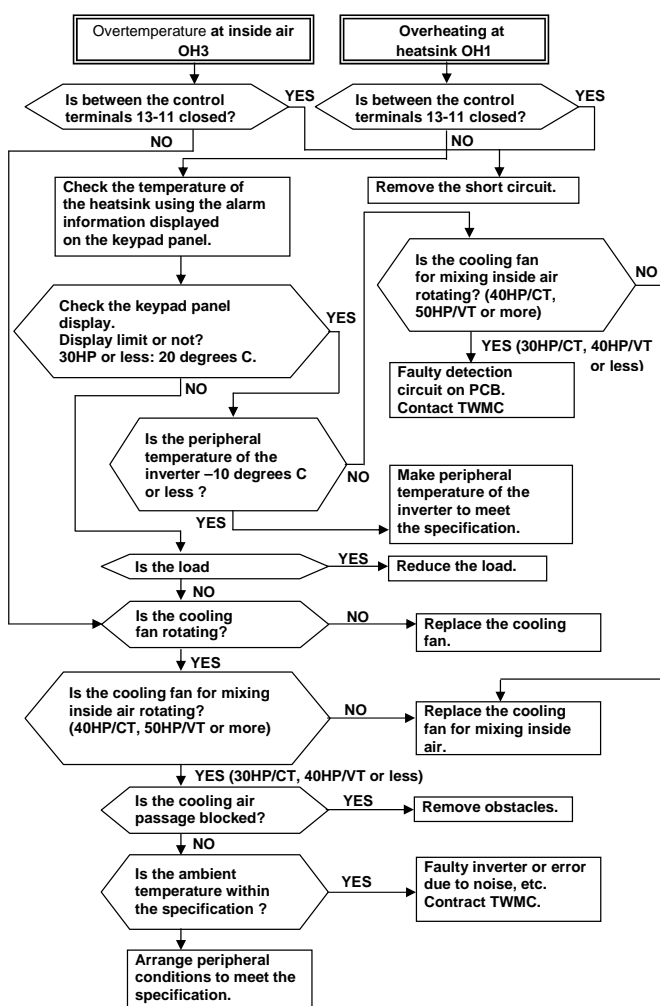 Overtemperature at inside air
OH3
Overheating at
heatsink OH1
Is between the control
terminals 13-11 closed?
YES
Is between the control
terminals 13-11 closed?
YES
NO
NO
Check the temperature of
the heatsink using the alarm
information displayed
on the keypad panel.
Remove the short circuit.
Is the cooling fan
for mixing inside air
rotating? (40HP/CT,
50HP/VT or more)
NO
Check the keypad panel
display.
Display limit or not?
30HP or less: 20 degrees C.
YES
YES (30HP/CT, 40HP/VT
or less)
NO
Faulty detection
circuit on PCB.
Contact TWMC
Is the peripheral
temperature of the
inverter –10 degrees C
or less ?
NO
Make peripheral
temperature of the
inverter to meet
the specification.
YES
Is the load
YES
Reduce the load.
NO
Is the cooling
fan rotating?
NO
Replace the cooling
fan.
YES
Is the cooling fan for mixing
inside air rotating?
(40HP/CT, 50HP/VT or more)
NO
Replace the cooling
fan for mixing inside
air.
YES (30HP/CT, 40HP/VT or less)
Is the cooling air
passage blocked?
YES
Remove obstacles.
NO
Is the ambient
temperature within
the specification ?
YES
Faulty inverter or error
due to noise, etc.
Contract TWMC.
Arrange peripheral
conditions to meet the
specification.